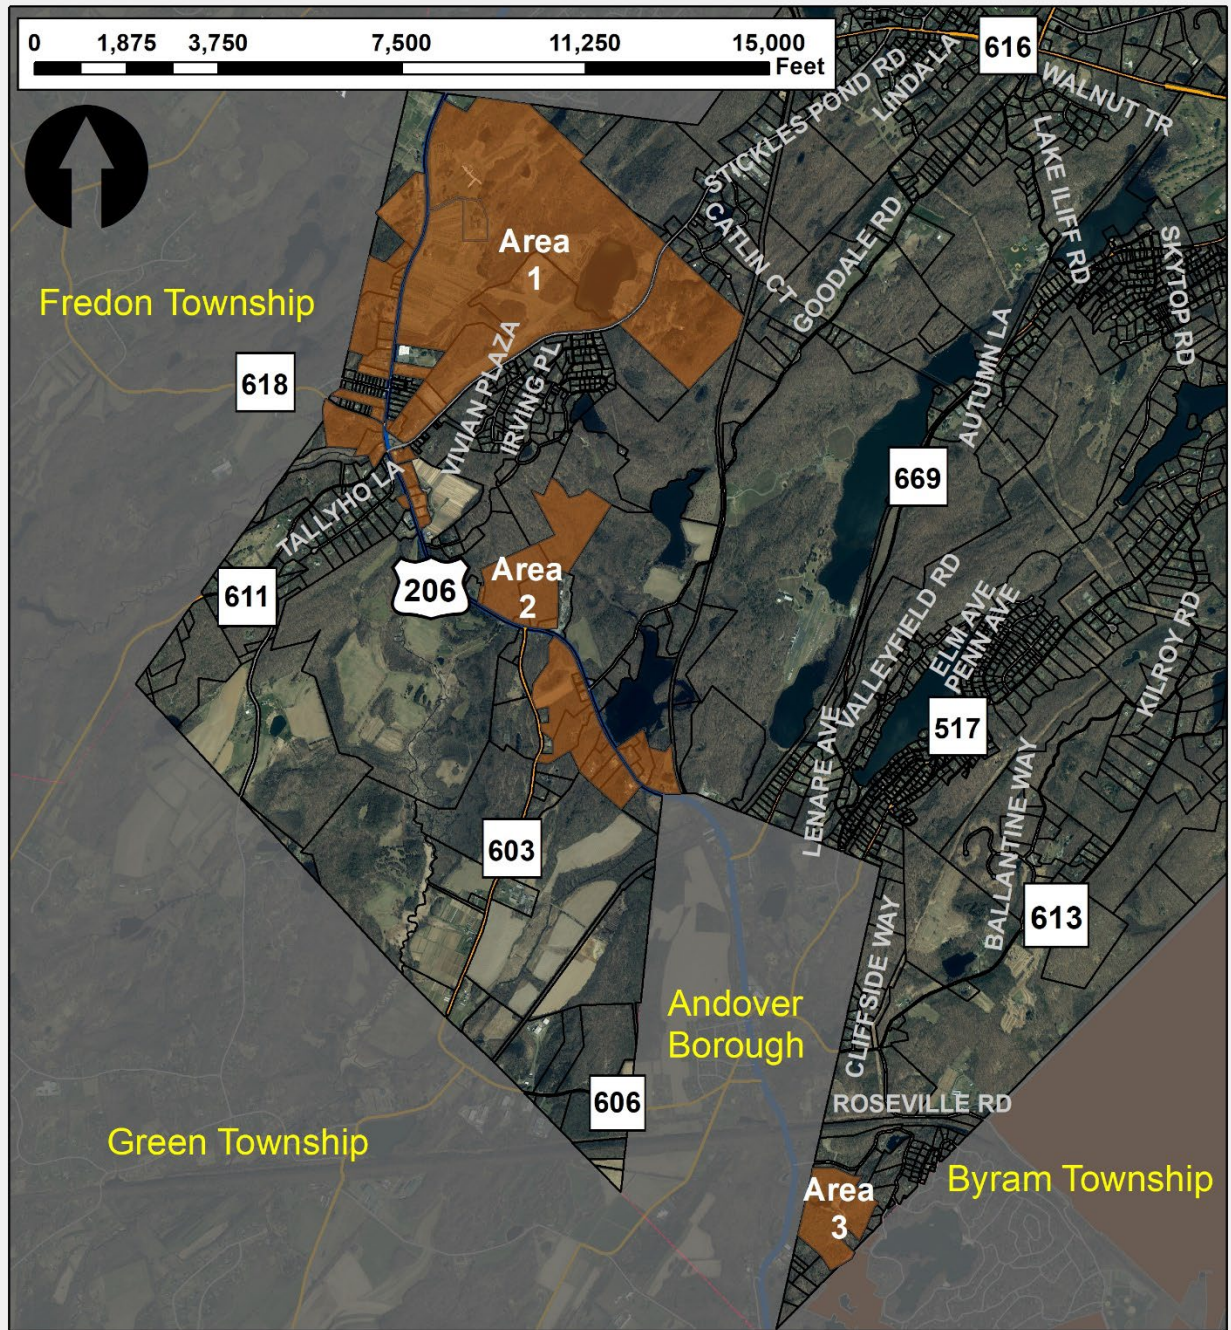 0 1,875 3,750 7,500 11,250 15,000
Feet
616
WALNUT TR
LINDA LA
STICKLES POND RD
LAKE ILIFF RD
CATLIN CT
GOODALE RD
SKYTOP RD
Area
1
Fredon Township
618
VIVIAN PLAZA
IRVING PL
AUTUMN LA
669
TALLYHO LA
611
206
Area
2
VALLEYFIELD RD
ELM AVE
PENN AVE
KILROY RD
517
LENAPE AVE
BALLANTINE WAY
603
613
CLIFFSIDE WAY
Andover
Borough
606
ROSEVILLE RD
Green Township
Byram Township
Area
3